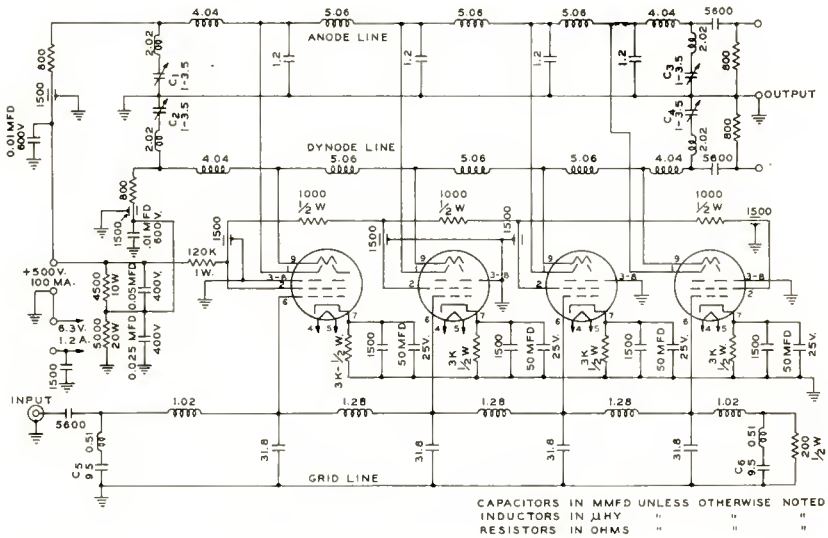 4.04 5.06 5.06 5.06 4.04 5600
ANODE LINE
800 2.02 1.2 1.2 1.2 1.2 2.02 800
1500 C1 1-3.5 C3 1-3.5
OUTPUT
0.01 MFD 600V C2 1-3.5 C4 1-3.5
2.02 2.02 800
DYNODE LINE
4.04 5.06 5.06 5.06 4.04 5600
800 1000 1/2 W 1000 1/2 W 1000 1/2 W
1500 .01 MFD 600V. 1500 1500 1500 1500
120K 1W.
+500V. 100 MA.
4500 10W 0.05MFD 400V.
9 1 3-8 2 6 7 4 5
9 1 2 6 7 4 5
9 1 3-8 2 6 7 4 5
9 1 3-8 2 6 7 4 5
6.3V. 1.2 A.
5000 20W 0.025 MFD 400V
1500
3K-1/2 W. 1500 50 MFD 25V.
3K 1/2 W 1500 50 MFD 25V.
3K 1/2 W 1500 50 MFD 25V.
3K 1/2 W 1500 50 MFD 25V.
INPUT
5600 1.02 1.28 1.28 1.28 1.02
0.51 0.51
C5 9.5 31.8 31.8 31.8 31.8 C6 9.5 200 1/2 W
GRID LINE
CAPACITORS IN MMFD UNLESS OTHERWISE NOTED
INDUCTORS IN µHY " " "
RESISTORS IN OHMS " " "